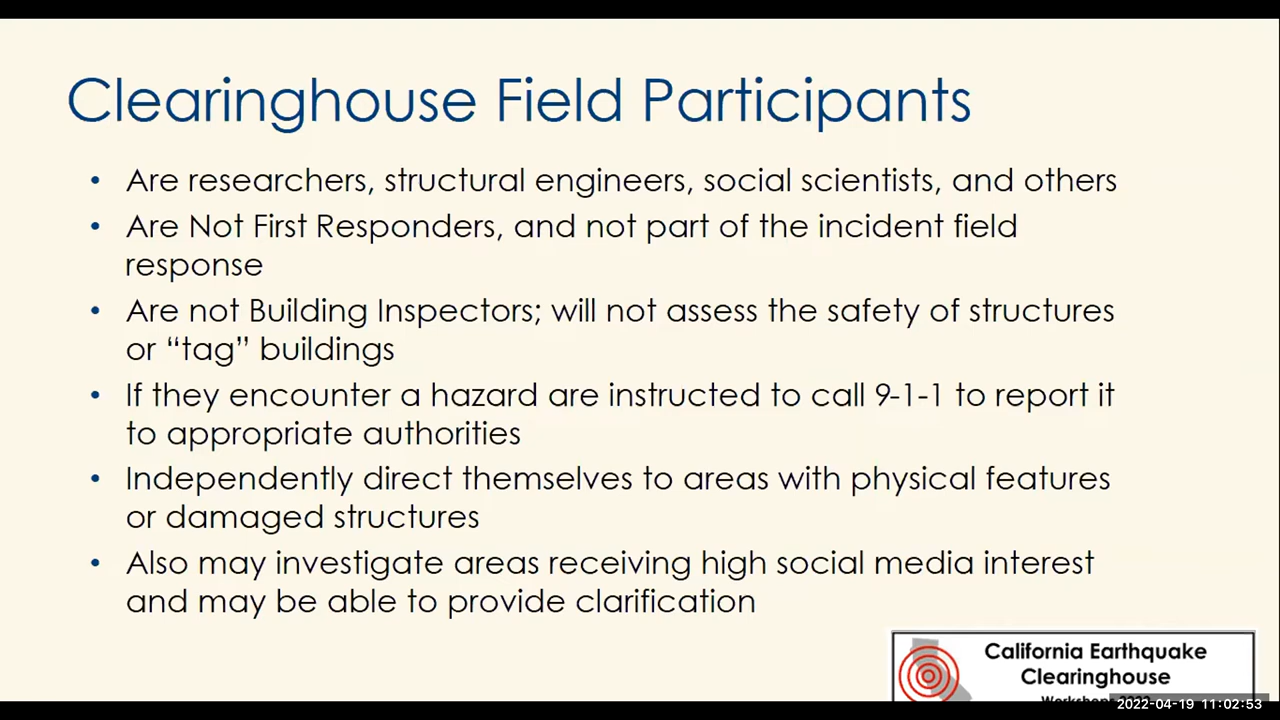 Clearinghouse Field Participants
• Are researchers, structural engineers, social scientists, and others
• Are Not First Responders, and not part of the incident field
response
• Are not Building Inspectors; will not assess the safety of structures
or “tag” buildings
• If they encounter a hazard are instructed to call 9-1-1 to report it
to appropriate authorities
• Independently direct themselves to areas with physical features
or damaged structures
• Also may investigate areas receiving high social media interest
and may be able to provide clarification
California Earthquake
Clearinghouse
2022-04-19 11:02:53